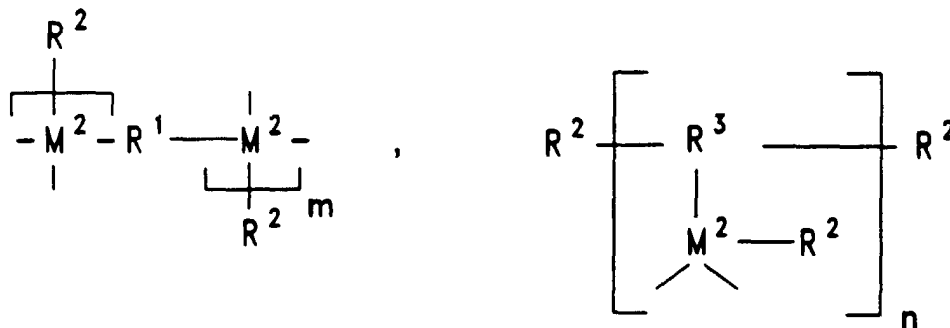 R²
- M² - R¹ — M² -
m
R²
,
R² — R³ — R²
M² — R²
n